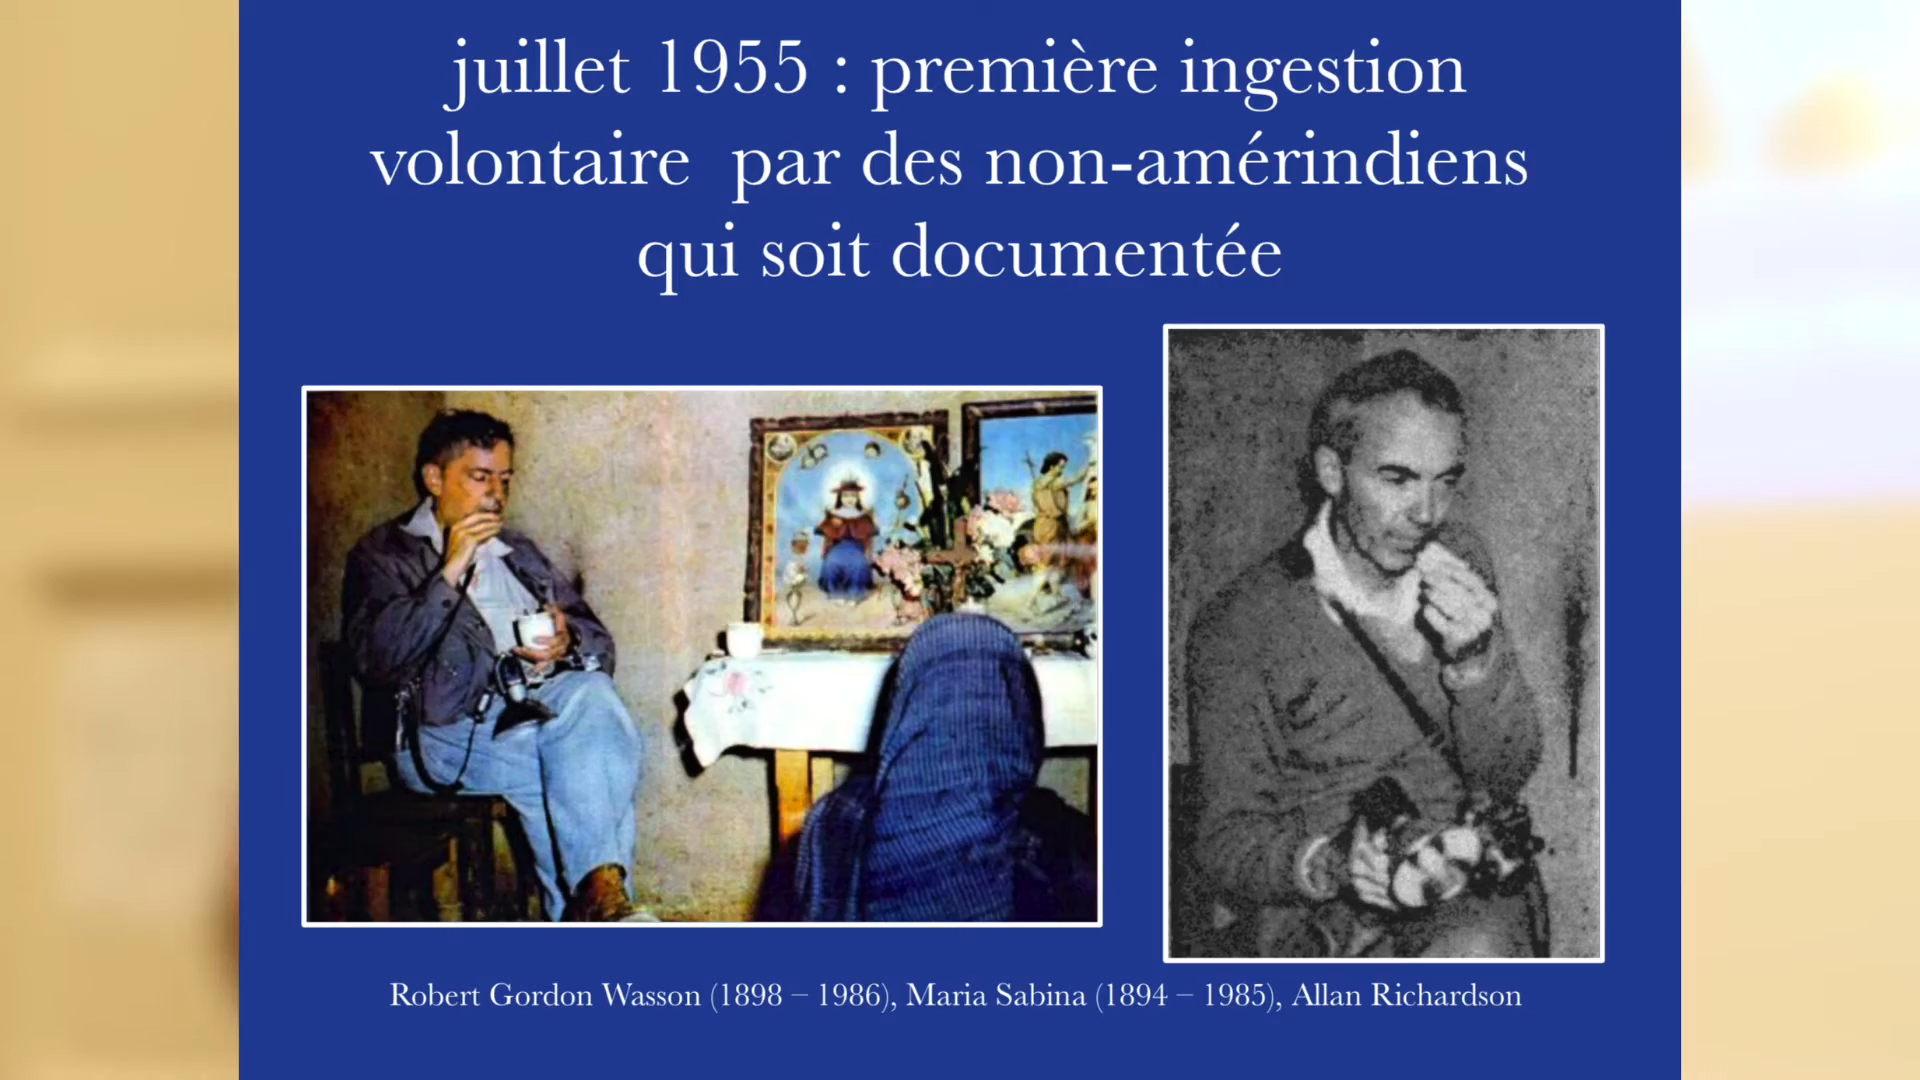 juillet 1955 : première ingestion
volontaire par des non-amérindiens
qui soit documentée
Robert Gordon Wasson (1898 – 1986), Maria Sabina (1894 – 1985), Allan Richardson